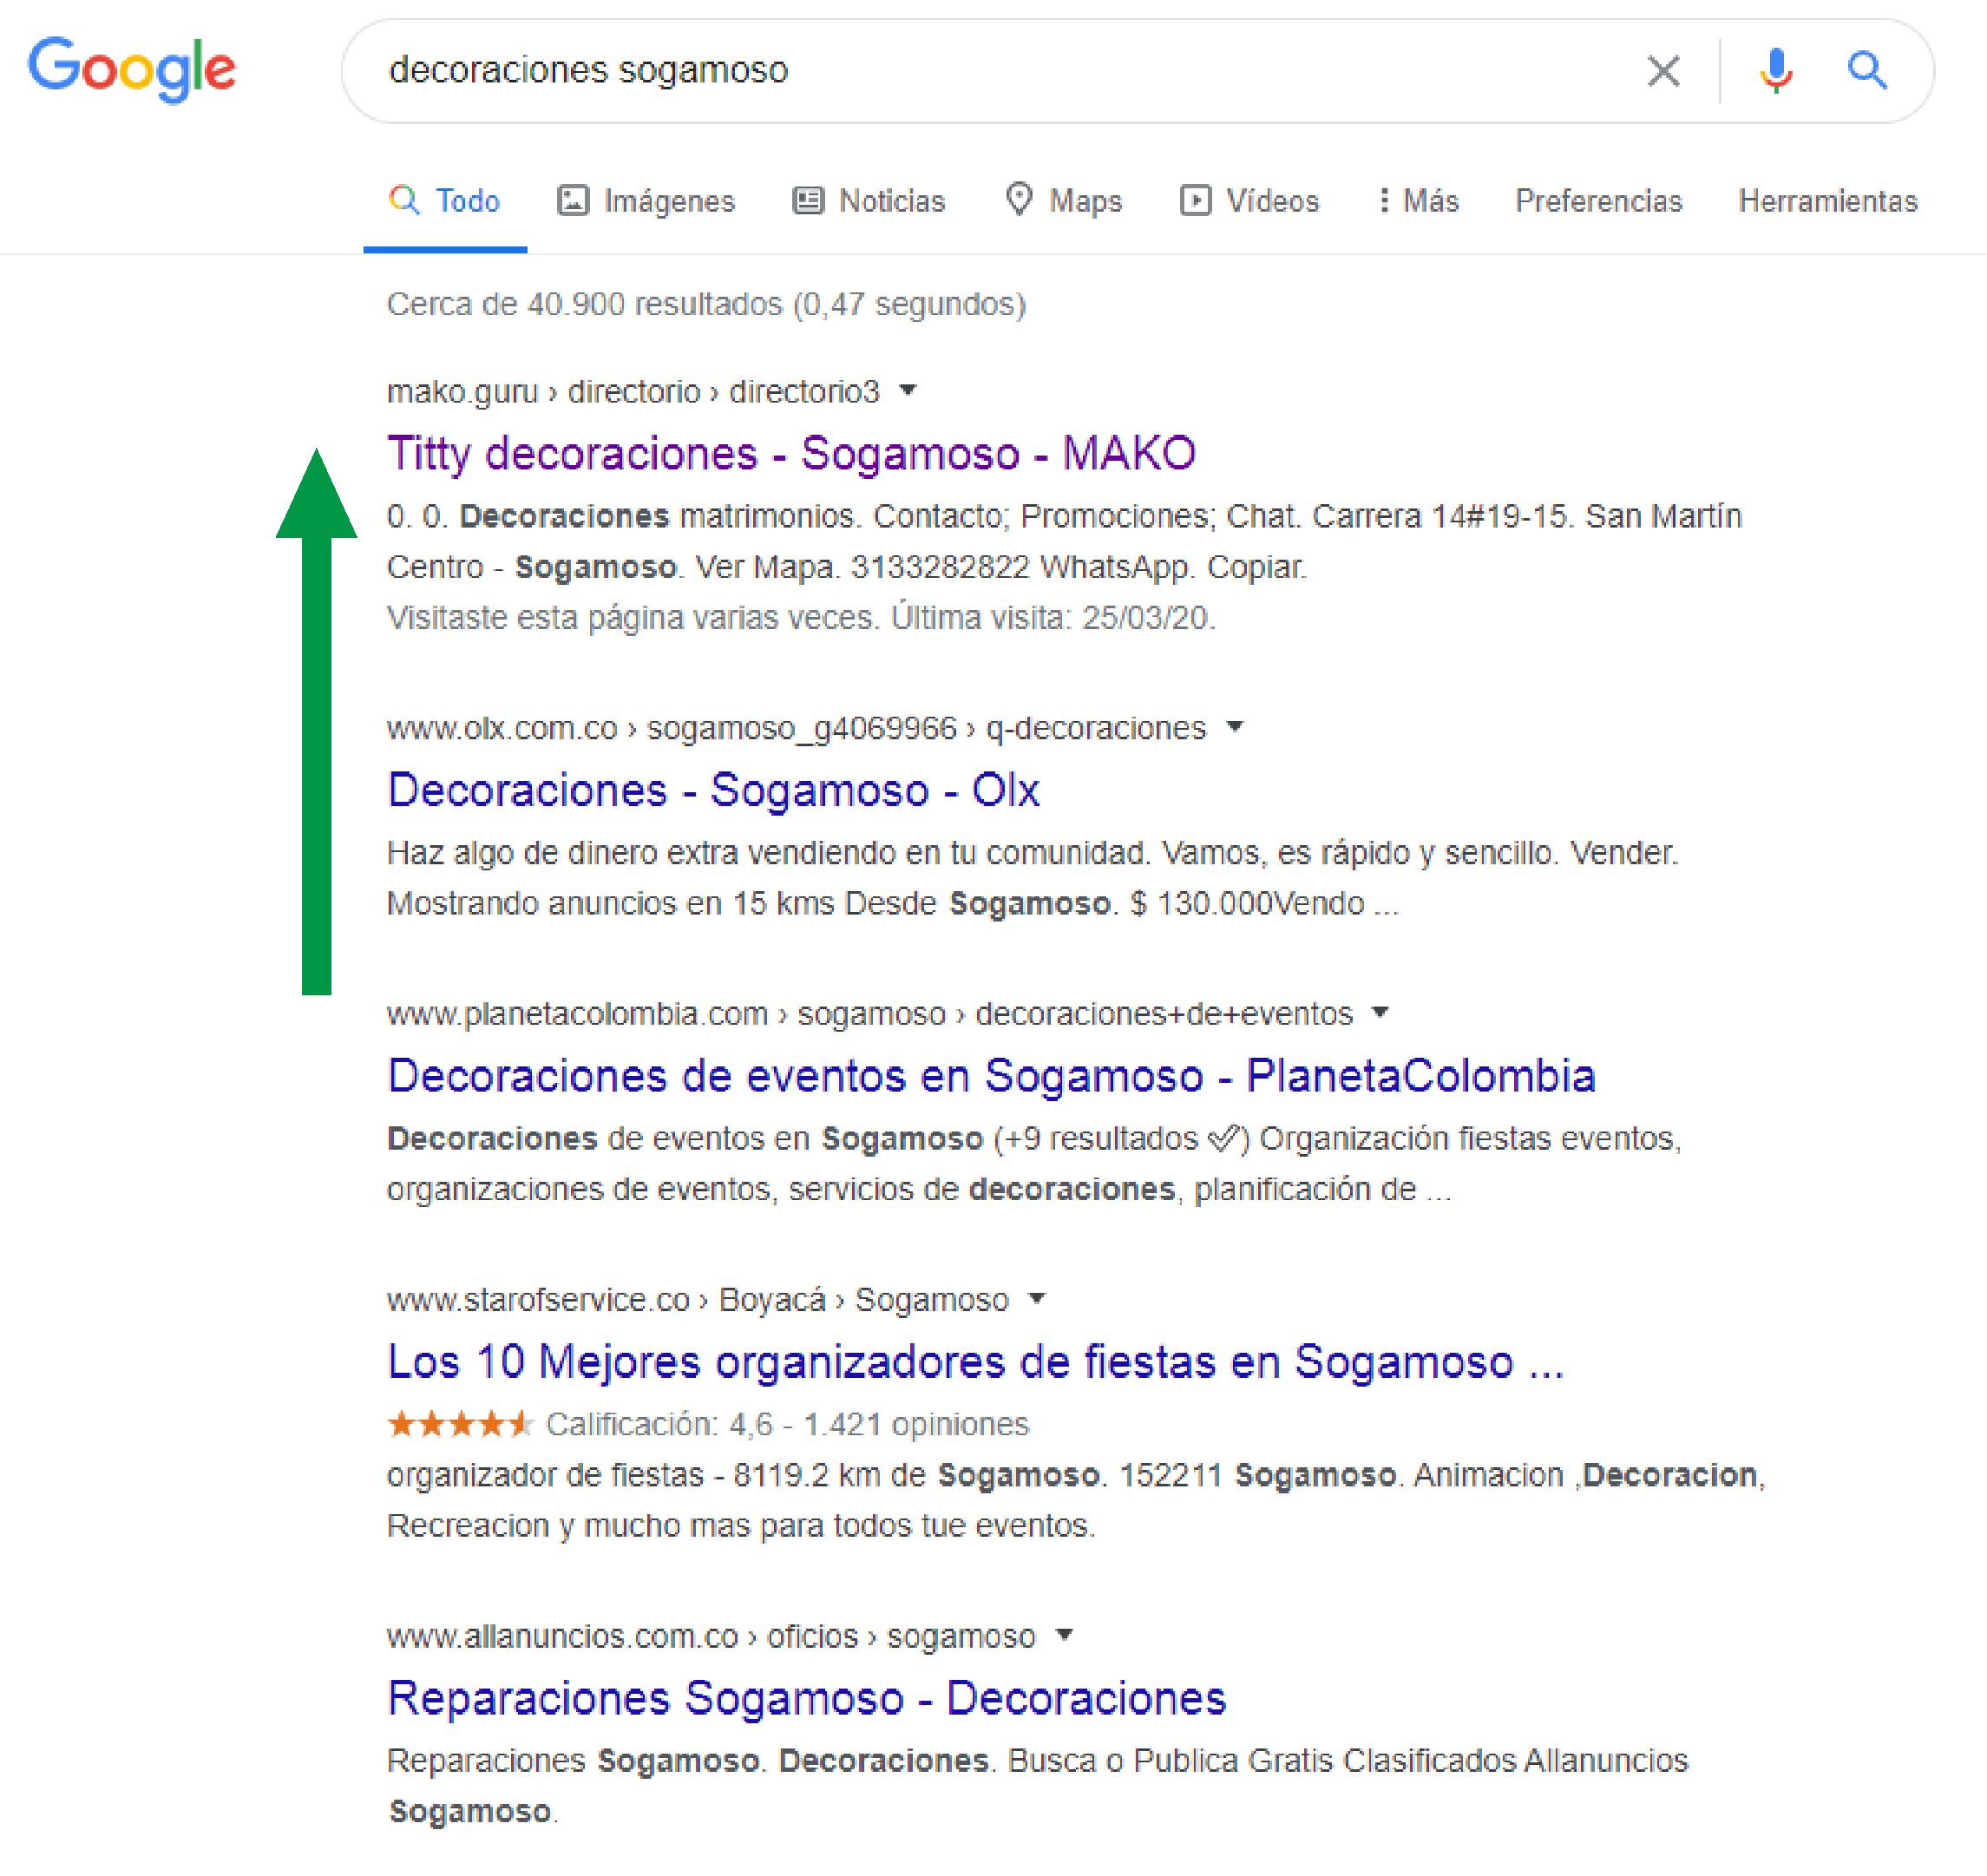 Google
decoraciones sogamoso
Todo Imágenes Noticias Maps Vídeos Más Preferencias Herramientas
Cerca de 40.900 resultados (0,47 segundos)
mako.guru › directorio › directorio3
Titty decoraciones - Sogamoso - MAKO
0. 0. Decoraciones matrimonios. Contacto; Promociones; Chat. Carrera 14#19-15. San Martín
Centro - Sogamoso. Ver Mapa. 3133282822 WhatsApp. Copiar.
Visitaste esta página varias veces. Última visita: 25/03/20.
www.olx.com.co › sogamoso_g4069966 › q-decoraciones
Decoraciones - Sogamoso - Olx
Haz algo de dinero extra vendiendo en tu comunidad. Vamos, es rápido y sencillo. Vender.
Mostrando anuncios en 15 kms Desde Sogamoso. $ 130.000Vendo ...
www.planetacolombia.com › sogamoso › decoraciones+de+eventos
Decoraciones de eventos en Sogamoso - PlanetaColombia
Decoraciones de eventos en Sogamoso (+9 resultados ✅) Organización fiestas eventos,
organizaciones de eventos, servicios de decoraciones, planificación de ...
www.starofservice.co › Boyacá › Sogamoso
Los 10 Mejores organizadores de fiestas en Sogamoso ...
Calificación: 4,6 - 1.421 opiniones
organizador de fiestas - 8119.2 km de Sogamoso. 152211 Sogamoso. Animacion ,Decoracion,
Recreacion y mucho mas para todos tue eventos.
www.allanuncios.com.co › oficios › sogamoso
Reparaciones Sogamoso - Decoraciones
Reparaciones Sogamoso. Decoraciones. Busca o Publica Gratis Clasificados Allanuncios
Sogamoso.